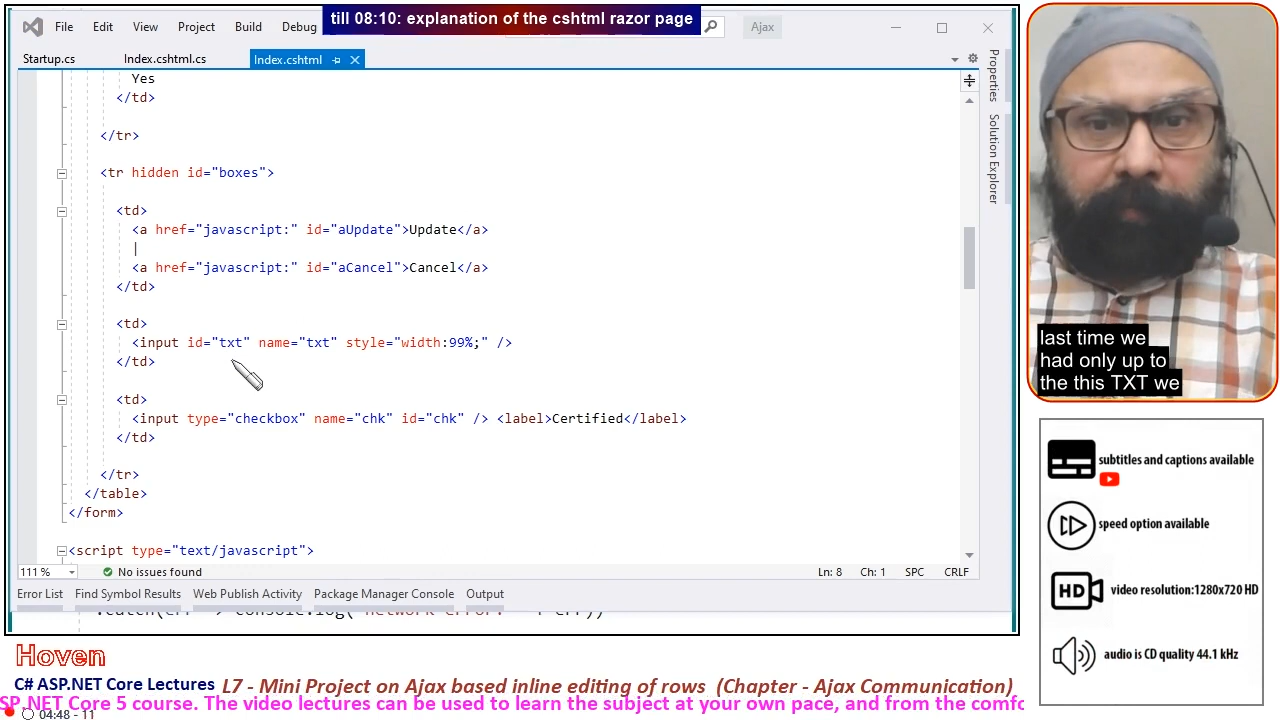 till 08:10: explanation of the cshtml razor page
File Edit View Project Build Debug Ajax
Startup.cs Index.cshtml.cs Index.cshtml
Yes
</td>
</tr>
<tr hidden id="boxes">
<td>
<a href="javascript:" id="aUpdate">Update</a>
|
<a href="javascript:" id="aCancel">Cancel</a>
</td>
<td>
<input id="txt" name="txt" style="width:99%;" />
</td>
<td>
<input type="checkbox" name="chk" id="chk" /> <label>Certified</label>
</td>
</tr>
</table>
</form>
<script type="text/javascript">
111 % No issues found Ln: 8 Ch: 1 SPC CRLF
Error List Find Symbol Results Web Publish Activity Package Manager Console Output
Properties
Solution Explorer
last time we
had only up to
the this TXT we
subtitles and captions available
speed option available
HD video resolution:1280x720 HD
audio is CD quality 44.1 kHz
Hoven
C# ASP.NET Core Lectures L7 - Mini Project on Ajax based inline editing of rows (Chapter - Ajax Communication)
SP.NET Core 5 course. The video lectures can be used to learn the subject at your own pace, and from the comfo
04:48 - 11